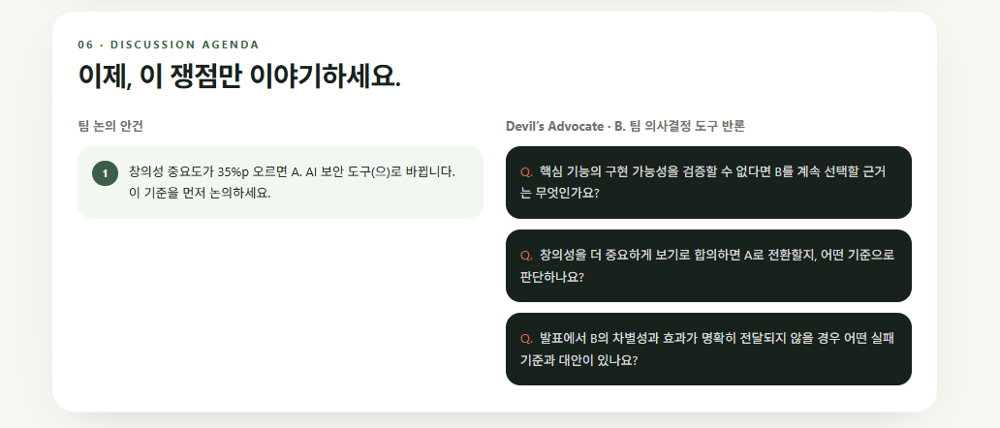 06 · DISCUSSION AGENDA
이제, 이 쟁점만 이야기하세요.
팀 논의 안건
1
창의성 중요도가 35%p 오르면 A. AI 보안 도구(으)로 바뀝니다.
이 기준을 먼저 논의하세요.
Devil’s Advocate · B. 팀 의사결정 도구 반론
Q. 핵심 기능의 구현 가능성을 검증할 수 없다면 B를 계속 선택할 근거
는 무엇인가요?
Q. 창의성을 더 중요하게 보기로 합의하면 A로 전환할지, 어떤 기준으로
판단하나요?
Q. 발표에서 B의 차별성과 효과가 명확히 전달되지 않을 경우 어떤 실패
기준과 대안이 있나요?